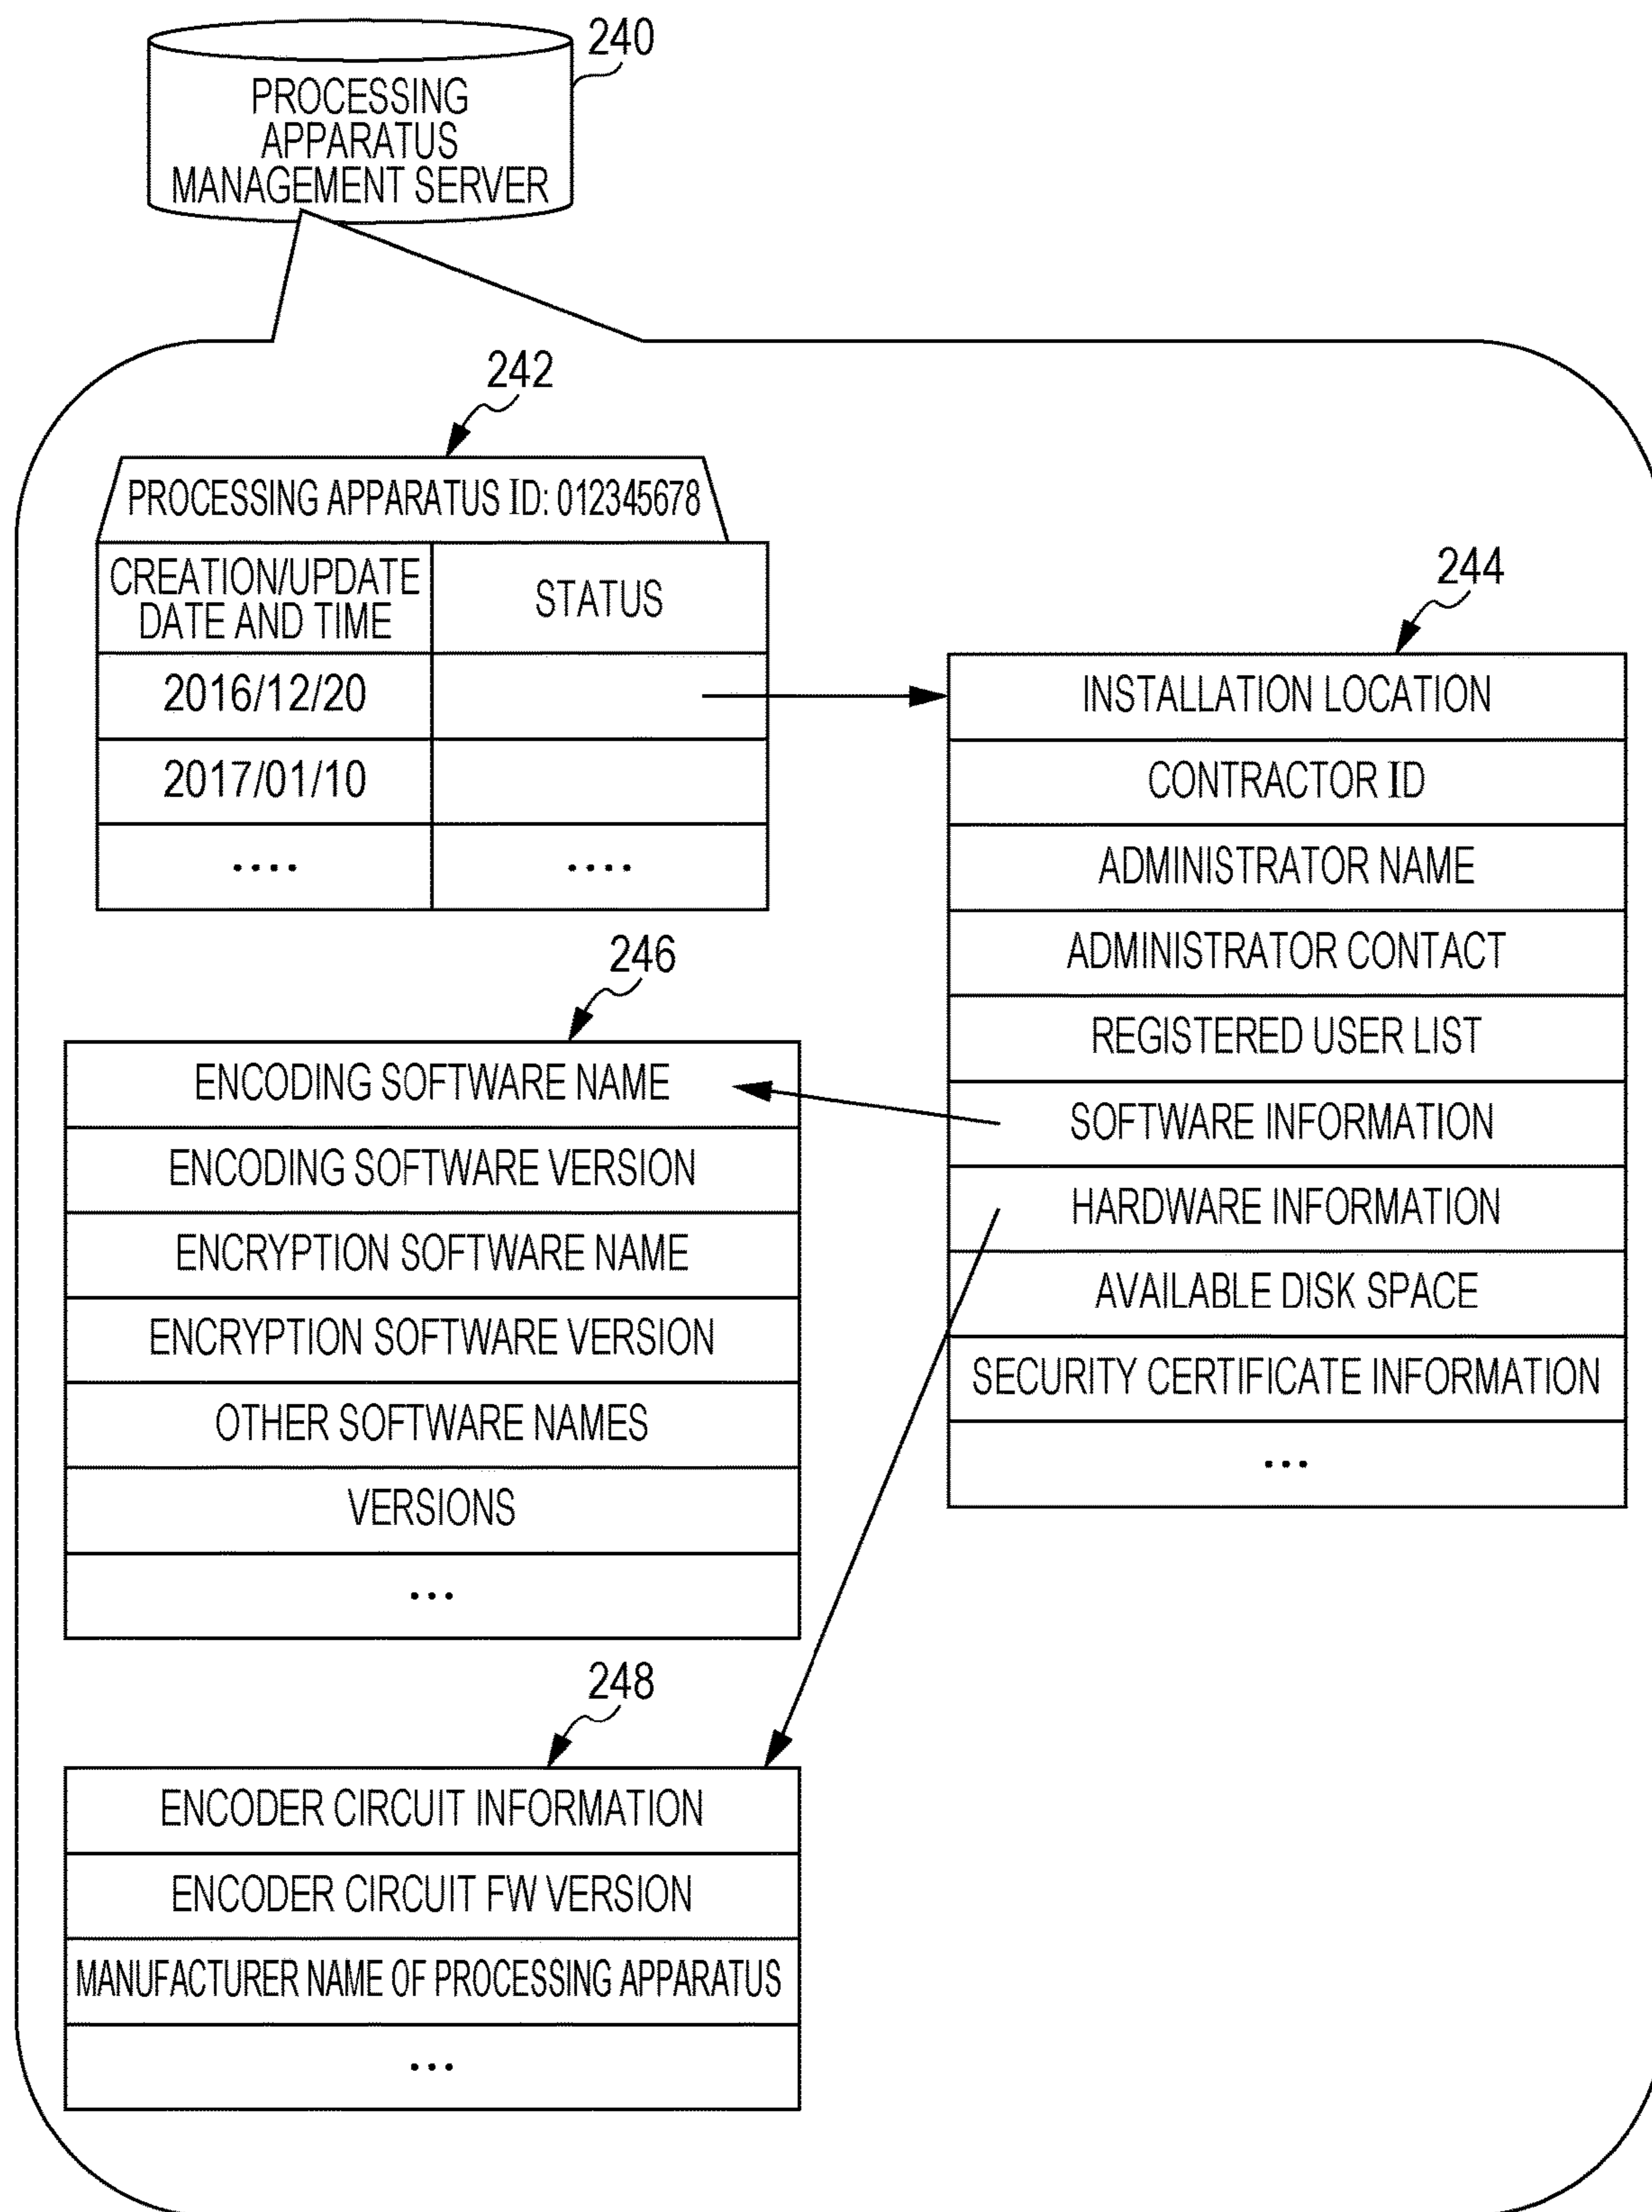 240
PROCESSING
APPARATUS
MANAGEMENT SERVER
242
PROCESSING APPARATUS ID: 012345678
CREATION/UPDATE
DATE AND TIME
STATUS
2016/12/20
2017/01/10
....
....
244
INSTALLATION LOCATION
CONTRACTOR ID
ADMINISTRATOR NAME
ADMINISTRATOR CONTACT
REGISTERED USER LIST
SOFTWARE INFORMATION
HARDWARE INFORMATION
AVAILABLE DISK SPACE
SECURITY CERTIFICATE INFORMATION
...
246
ENCODING SOFTWARE NAME
ENCODING SOFTWARE VERSION
ENCRYPTION SOFTWARE NAME
ENCRYPTION SOFTWARE VERSION
OTHER SOFTWARE NAMES
VERSIONS
...
248
ENCODER CIRCUIT INFORMATION
ENCODER CIRCUIT FW VERSION
MANUFACTURER NAME OF PROCESSING APPARATUS
...